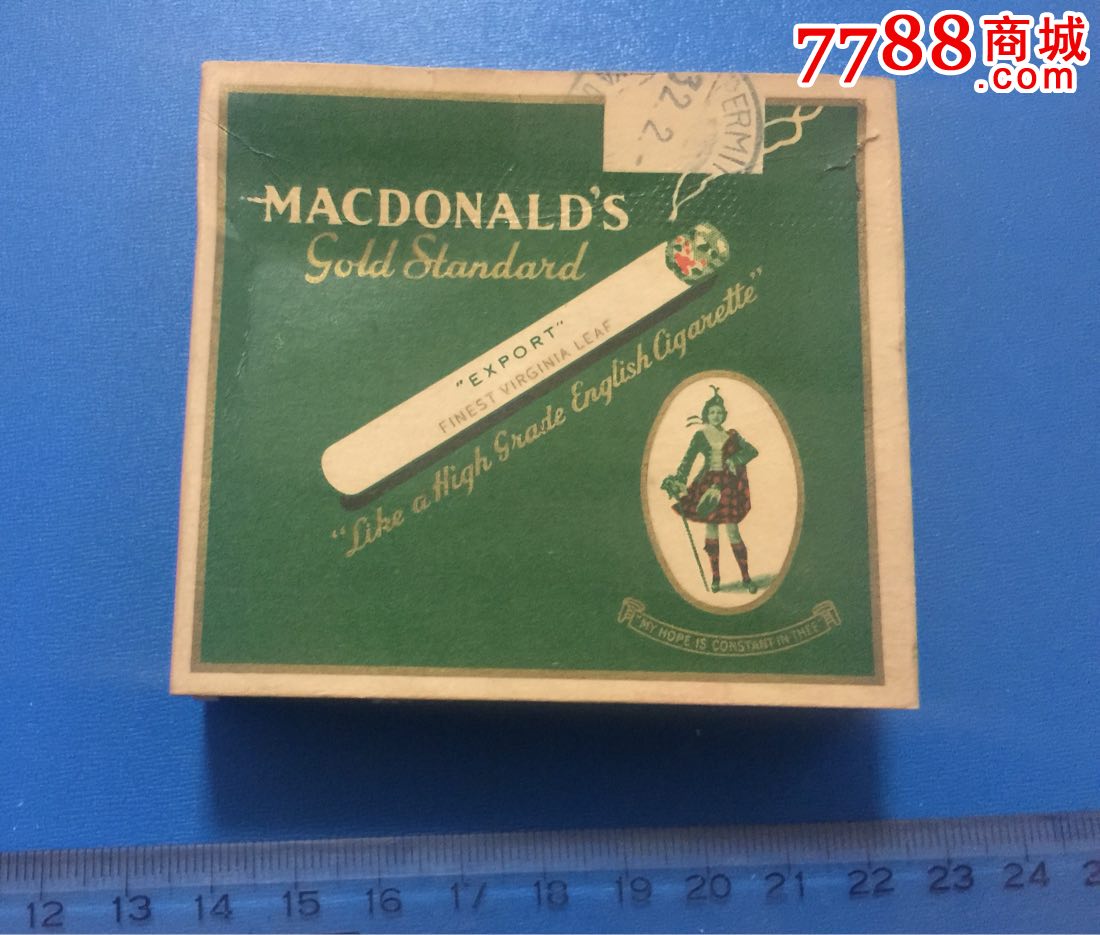 7788商城
.com
32
2
MACDONALD'S
Gold Standard
"EXPORT"
FINEST VIRGINIA LEAF
"Like a High Grade English Cigarette"
"MY HOPE IS CONSTANT IN THEE"
12 13 14 15 16 17 18 19 20 21 22 23 24